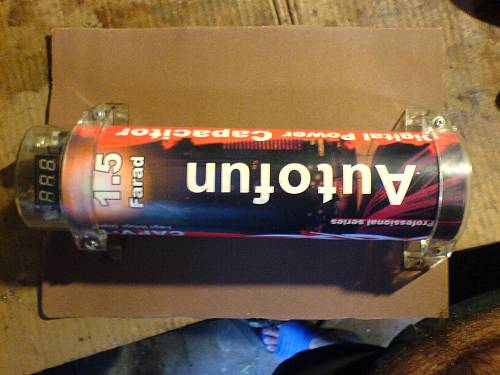 Digital Power Capacitor
Autofun
Professional series
1.5
Farad